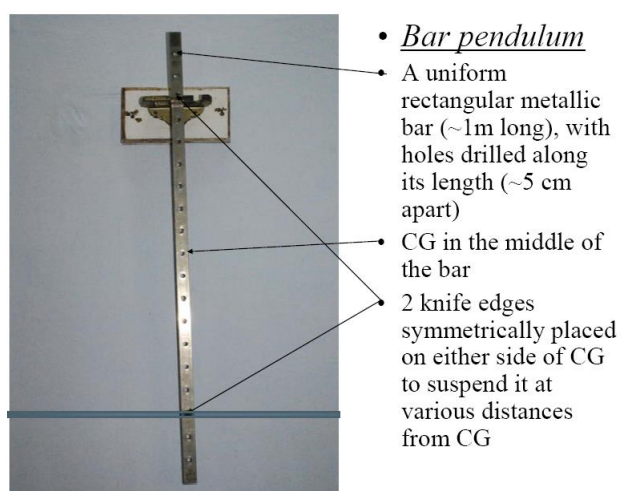 Bar pendulum
A uniform
rectangular metallic
bar (~1m long), with
holes drilled along
its length (~5 cm
apart)
CG in the middle of
the bar
2 knife edges
symmetrically placed
on either side of CG
to suspend it at
various distances
from CG